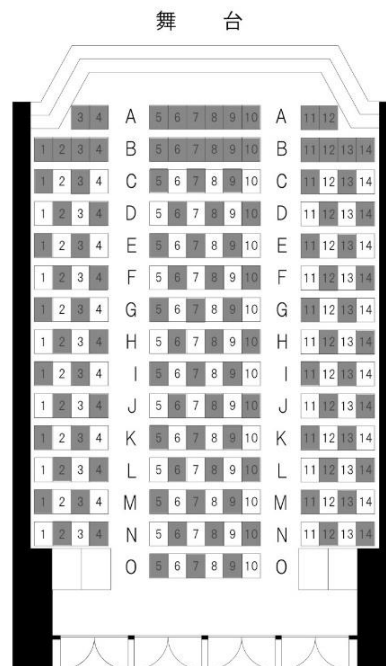 舞 台
3 4 A 5 6 7 8 9 10 A 11 12
1 2 3 4 B 5 6 7 8 9 10 B 11 12 13 14
1 2 3 4 C 5 6 7 8 9 10 C 11 12 13 14
1 2 3 4 D 5 6 7 8 9 10 D 11 12 13 14
1 2 3 4 E 5 6 7 8 9 10 E 11 12 13 14
1 2 3 4 F 5 6 7 8 9 10 F 11 12 13 14
1 2 3 4 G 5 6 7 8 9 10 G 11 12 13 14
1 2 3 4 H 5 6 7 8 9 10 H 11 12 13 14
1 2 3 4 I 5 6 7 8 9 10 I 11 12 13 14
1 2 3 4 J 5 6 7 8 9 10 J 11 12 13 14
1 2 3 4 K 5 6 7 8 9 10 K 11 12 13 14
1 2 3 4 L 5 6 7 8 9 10 L 11 12 13 14
1 2 3 4 M 5 6 7 8 9 10 M 11 12 13 14
1 2 3 4 N 5 6 7 8 9 10 N 11 12 13 14
O 5 6 7 8 9 10 O